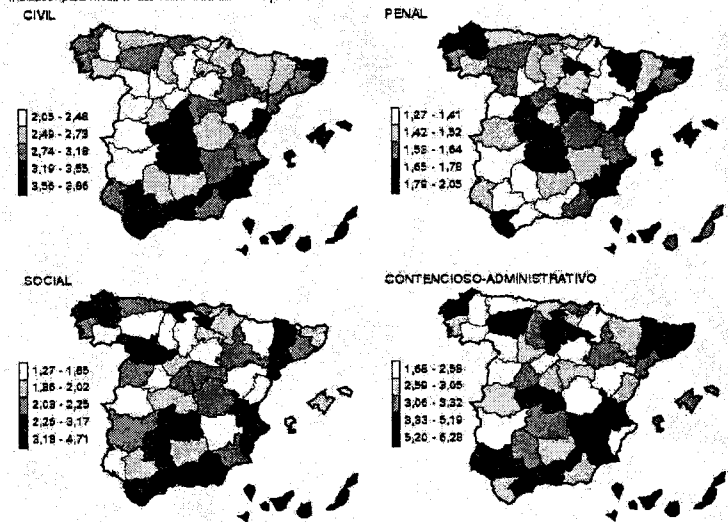 CIVIL
2,05 - 2,48
2,49 - 2,73
2,74 - 3,18
3,19 - 3,55
3,56 - 3,86
PENAL
1,27 - 1,41
1,42 - 1,52
1,53 - 1,64
1,65 - 1,78
1,79 - 2,05
SOCIAL
1,27 - 1,85
1,86 - 2,02
2,03 - 2,25
2,26 - 3,17
3,18 - 4,71
CONTENCIOSO-ADMINISTRATIVO
1,68 - 2,58
2,59 - 3,05
3,06 - 3,32
3,33 - 5,19
5,20 - 6,28